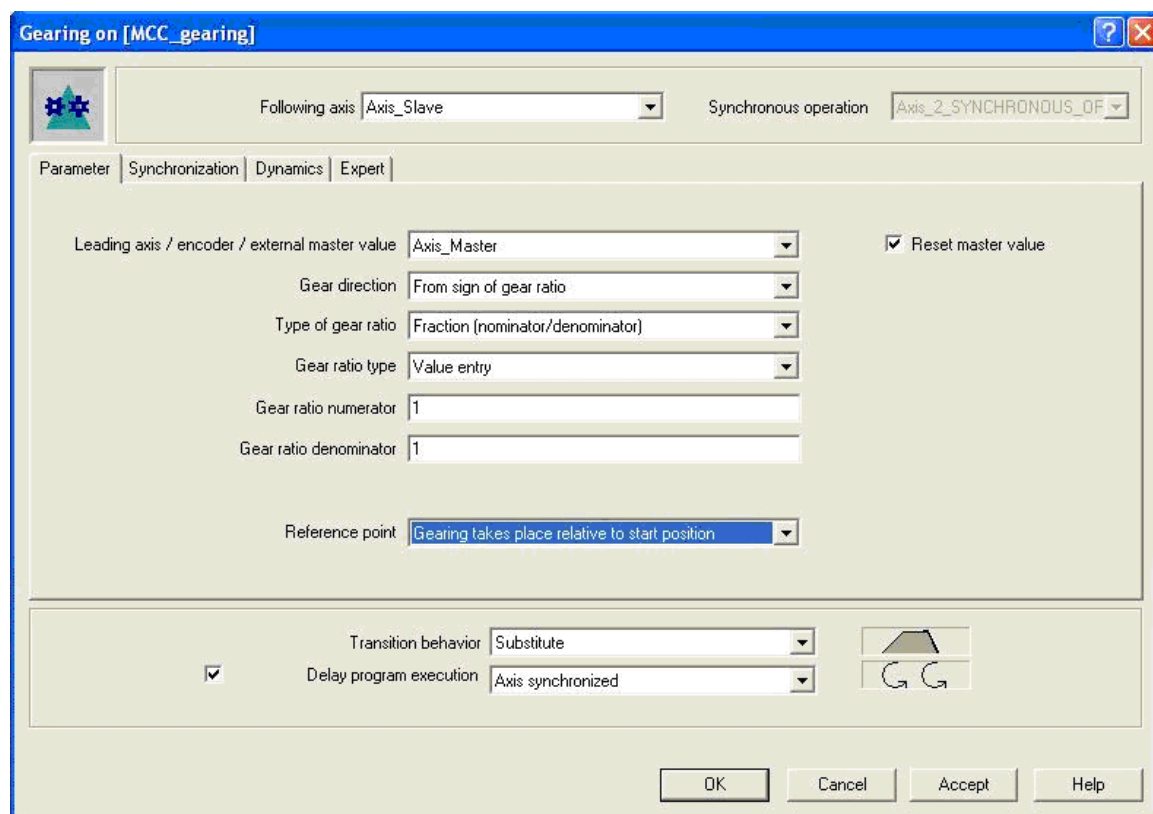 Gearing on [MCC_gearing]
Following axis Axis_Slave Synchronous operation Axis_2_SYNCHRONOUS_OF
Parameter Synchronization Dynamics Expert
Leading axis / encoder / external master value Axis_Master Reset master value
Gear direction From sign of gear ratio
Type of gear ratio Fraction (nominator/denominator)
Gear ratio type Value entry
Gear ratio numerator 1
Gear ratio denominator 1
Reference point Gearing takes place relative to start position
Transition behavior Substitute
Delay program execution Axis synchronized
OK Cancel Accept Help